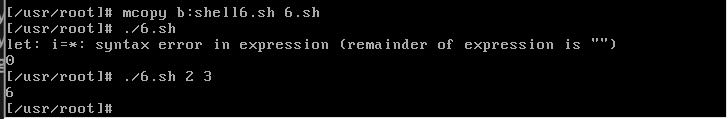 [/usr/root]# mcopy b:shell6.sh 6.sh
[/usr/root]# ./6.sh
let: i=*: syntax error in expression (remainder of expression is "")
0
[/usr/root]# ./6.sh 2 3
6
[/usr/root]#